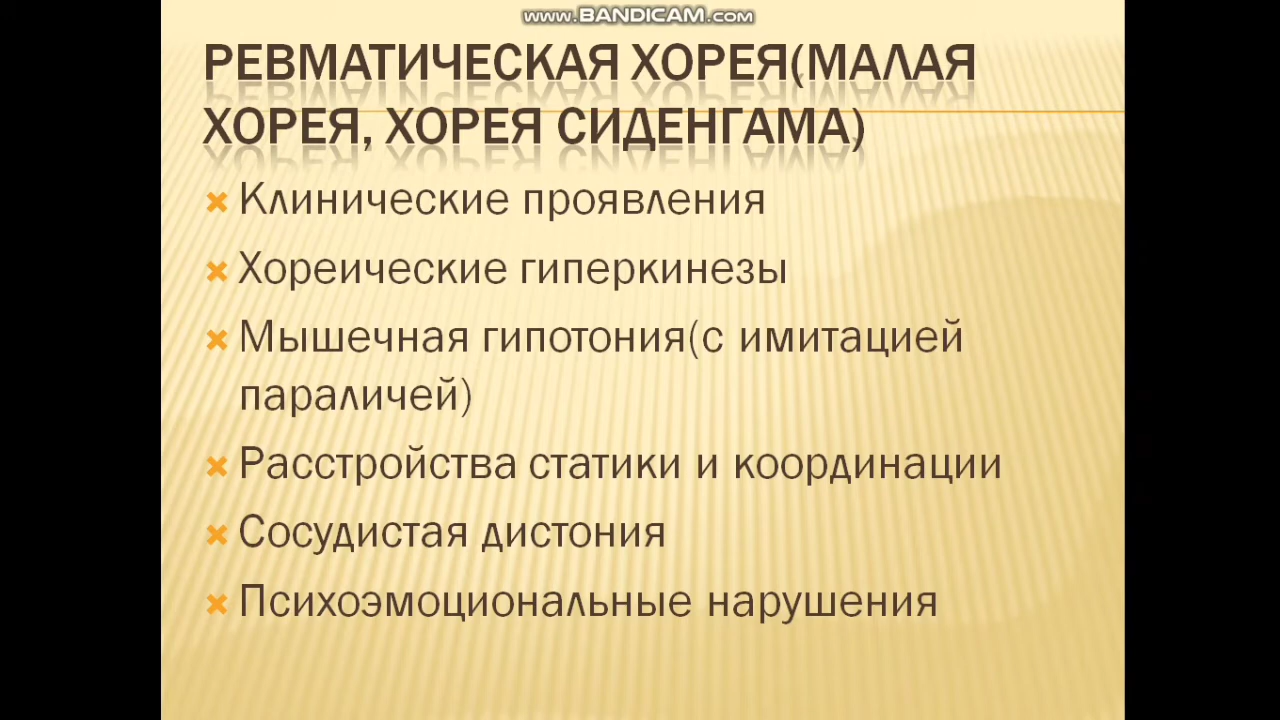 www.BANDICAM.com
РЕВМАТИЧЕСКАЯ ХОРЕЯ(МАЛАЯ
ХОРЕЯ, ХОРЕЯ СИДЕНГАМА)
Клинические проявления
Хореические гиперкинезы
Мышечная гипотония(с имитацией
параличей)
Расстройства статики и координации
Сосудистая дистония
Психоэмоциональные нарушения